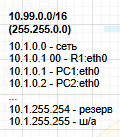 10.99.0.0/16
(255.255.0.0)
10.1.0.0 - сеть
10.1.0.1 00 - R1:eth0
10.1.0.1 - PC1:eth0
10.1.0.2 - PC2:eth0
...
10.1.255.254 - резерв
10.1.255.255 - ш/а